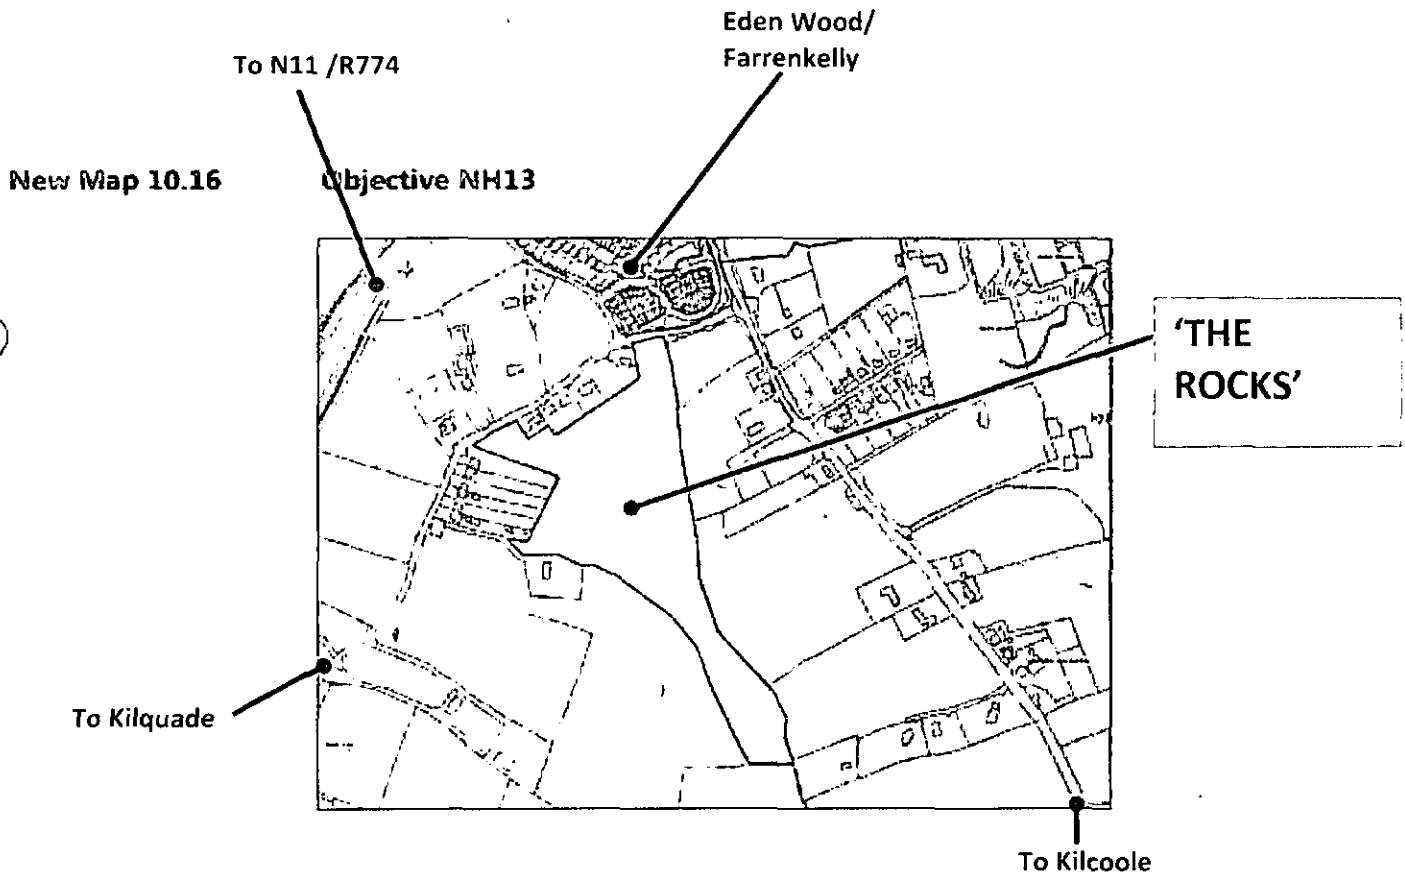 Eden Wood/
Farrenkelly
To N11 /R774
New Map 10.16 Objective NH13
'THE
ROCKS'
To Kilquade
To Kilcoole